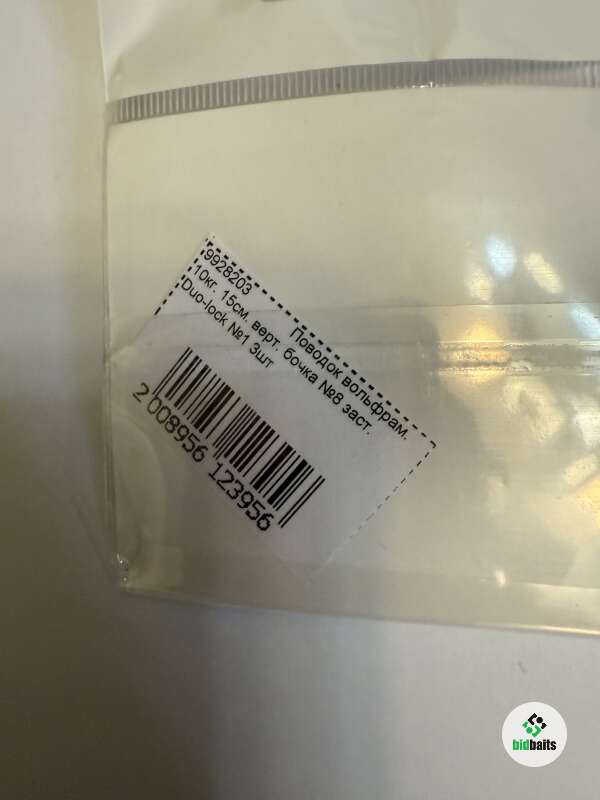 9928203 Поводок вольфрам.
10кг. 15см. верт. бочка №8 заст.
Duo-lock №1 3шт
2 008956 123956
bidbaits